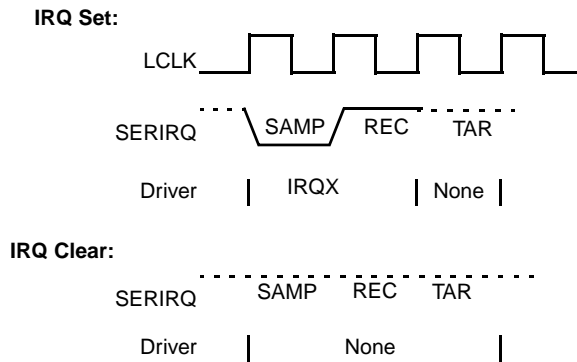 IRQ Set:
LCLK
SERIRQ SAMP REC TAR
Driver IRQX None
IRQ Clear:
SERIRQ SAMP REC TAR
Driver None